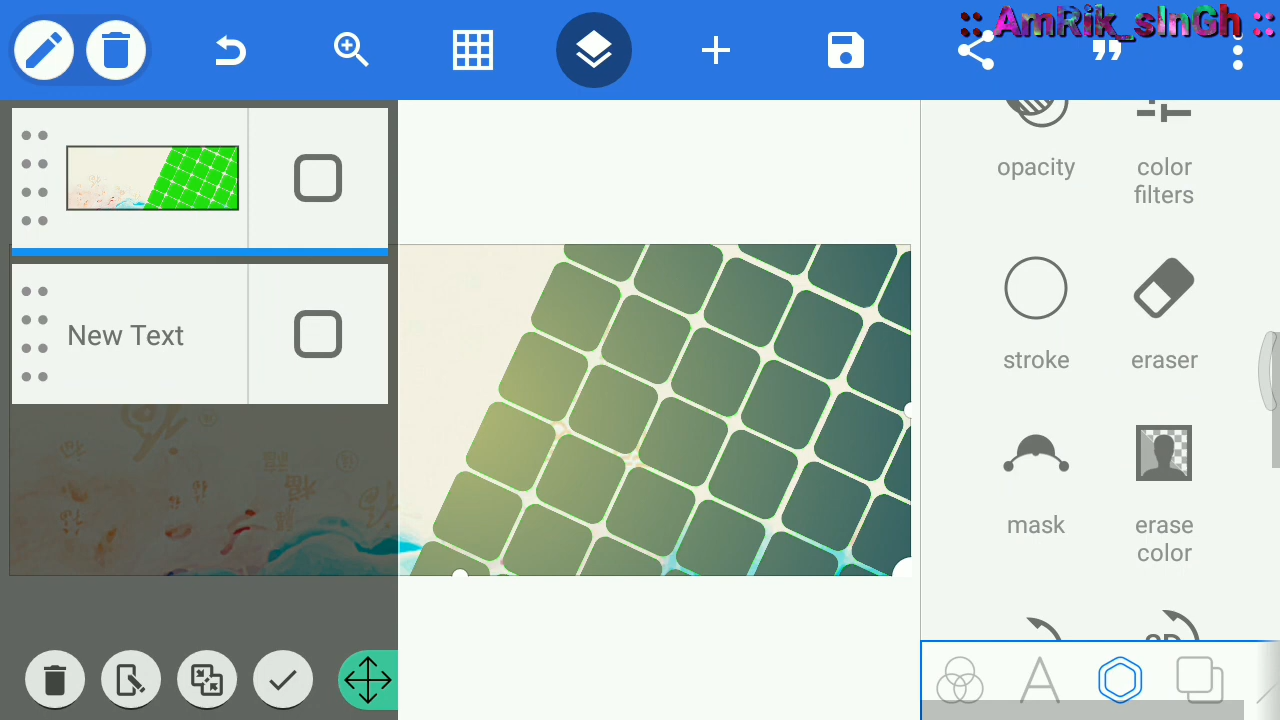 :: AmRik_sInGh ::
opacity
color
filters
New Text
stroke
eraser
mask
erase
color